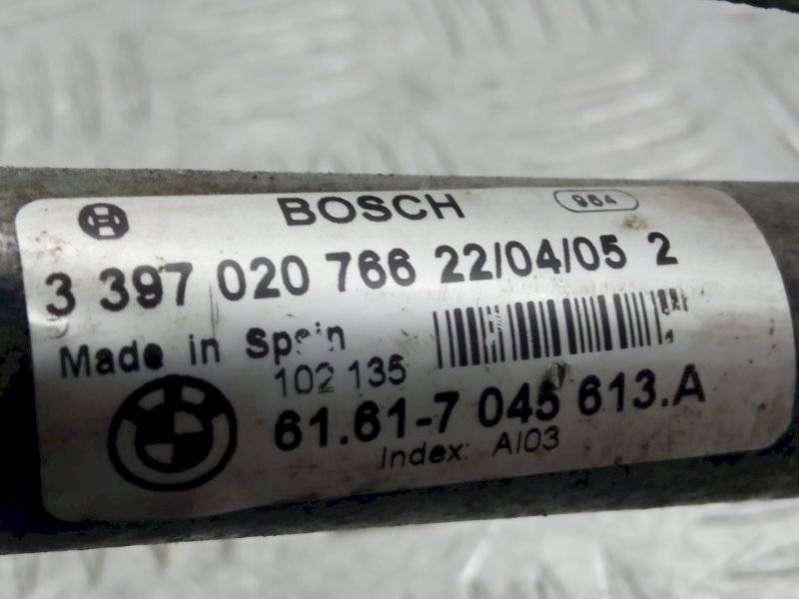 BOSCH 984
3 397 020 766 22/04/05 2
Made in Spain
102 135
61.61-7 045 613.A
Index: AI03